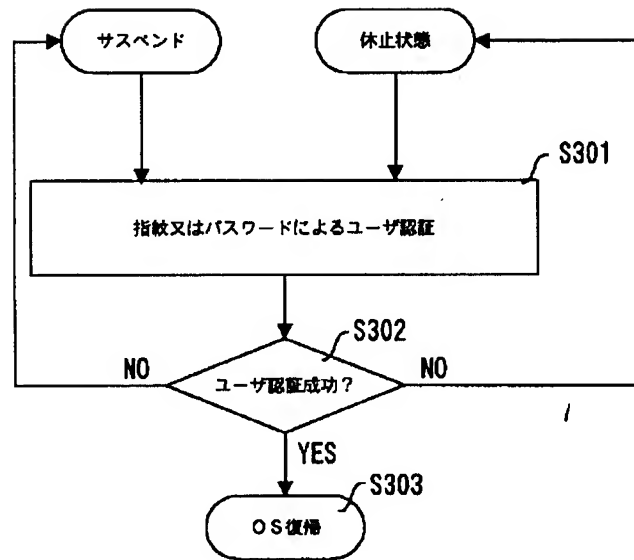 サスペンド
休止状態
S301
指紋又はパスワードによるユーザ認証
S302
NO
ユーザ認証成功?
NO
YES
S303
OS復帰